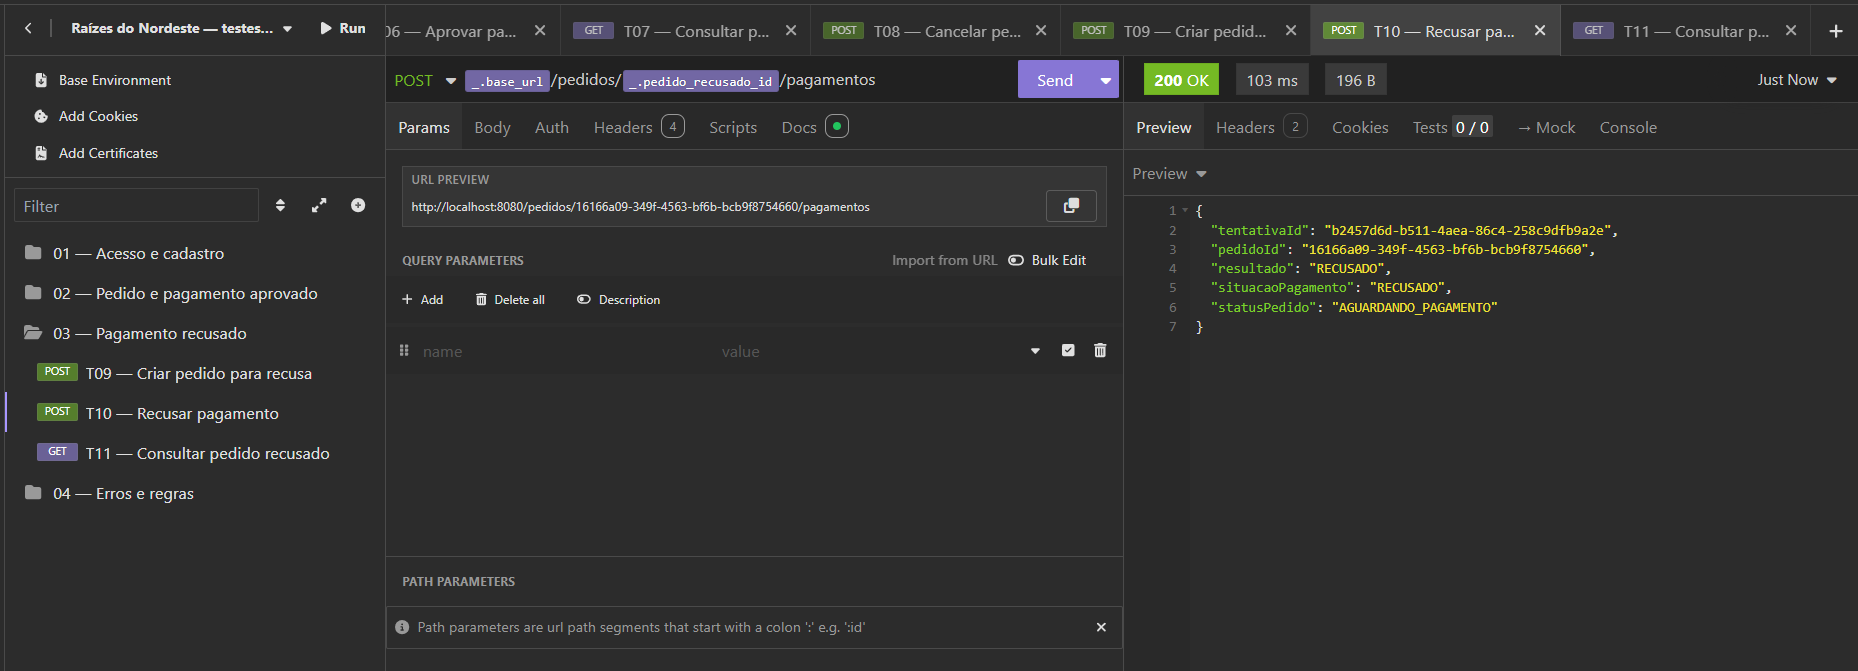 Raízes do Nordeste — testes...
Run
Base Environment
Add Cookies
Add Certificates
Filter
01 — Acesso e cadastro
02 — Pedido e pagamento aprovado
03 — Pagamento recusado
POST T09 — Criar pedido para recusa
POST T10 — Recusar pagamento
GET T11 — Consultar pedido recusado
04 — Erros e regras
06 — Aprovar pa...
GET T07 — Consultar p...
POST T08 — Cancelar pe...
POST T09 — Criar pedid...
POST T10 — Recusar pa...
GET T11 — Consultar p...
POST _.base_url/pedidos/_.pedido_recusado_id/pagamentos
Send
Params Body Auth Headers 4 Scripts Docs
URL PREVIEW
http://localhost:8080/pedidos/16166a09-349f-4563-bf6b-bcb9f8754660/pagamentos
QUERY PARAMETERS
Import from URL Bulk Edit
Add Delete all Description
name value
PATH PARAMETERS
Path parameters are url path segments that start with a colon ':' e.g. ':id'
200 OK 103 ms 196 B Just Now
Preview Headers 2 Cookies Tests 0 / 0 → Mock Console
Preview
1 {
2 "tentativaId": "b2457d6d-b511-4aea-86c4-258c9dfb9a2e",
3 "pedidoId": "16166a09-349f-4563-bf6b-bcb9f8754660",
4 "resultado": "RECUSADO",
5 "situacaoPagamento": "RECUSADO",
6 "statusPedido": "AGUARDANDO_PAGAMENTO"
7 }